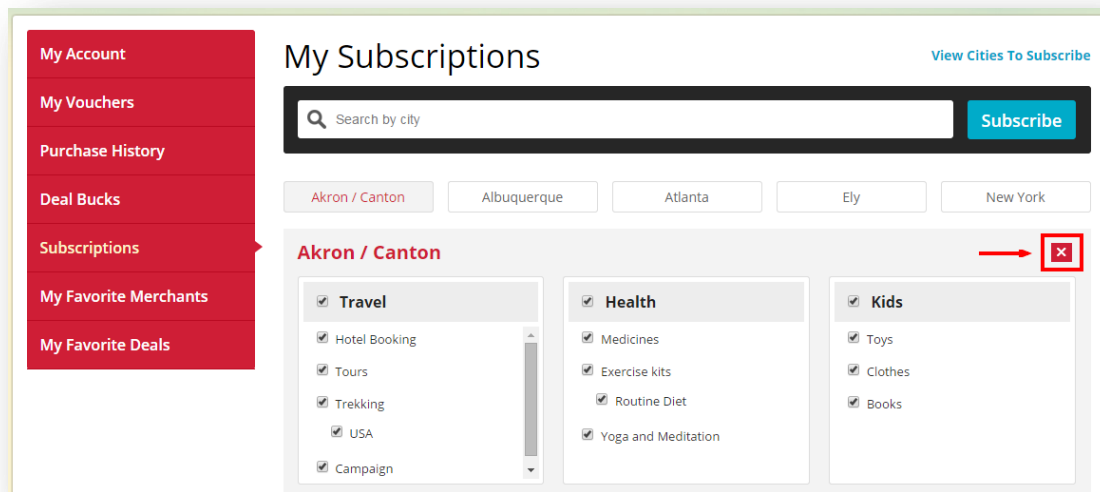 My Account
My Vouchers
Purchase History
Deal Bucks
Subscriptions
My Favorite Merchants
My Favorite Deals
My Subscriptions
View Cities To Subscribe
Search by city
Subscribe
Akron / Canton
Albuquerque
Atlanta
Ely
New York
Akron / Canton
Travel
Hotel Booking
Tours
Trekking
USA
Campaign
Health
Medicines
Exercise kits
Routine Diet
Yoga and Meditation
Kids
Toys
Clothes
Books